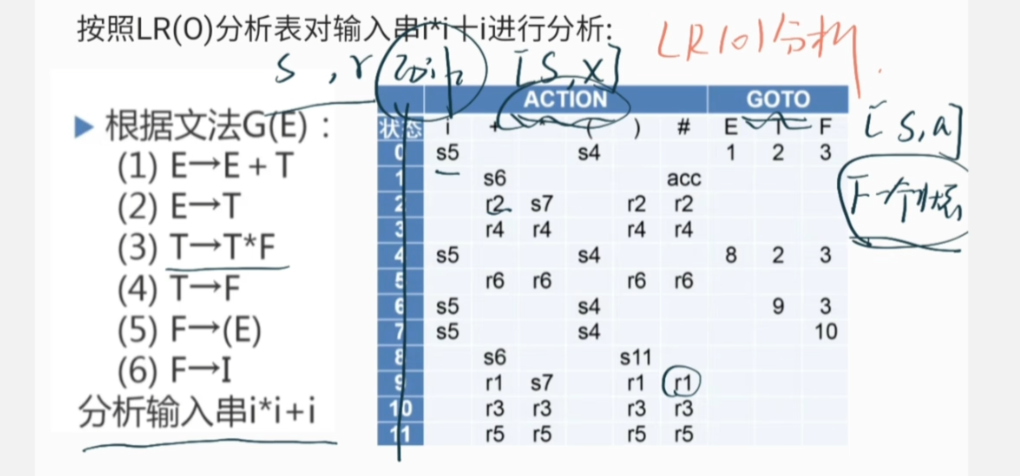 按照LR(O)分析表对输入串i*i+i进行分析:
LR(0)分析.
s , r [S,X]
▶ 根据文法G(E)：
(1) E→E + T
(2) E→T
(3) T→T*F
(4) T→F
(5) F→(E)
(6) F→I
分析输入串i*i+i
ACTION GOTO
状态 i + ( ) # E T F
0 s5 s4 1 2 3
1 s6 acc
2 r2 s7 r2 r2
3 r4 r4 r4 r4
4 s5 s4 8 2 3
5 r6 r6 r6 r6
6 s5 s4 9 3
7 s5 s4 10
8 s6 s11
9 r1 s7 r1 r1
10 r3 r3 r3 r3
11 r5 r5 r5 r5
[S,a]
下一个状态